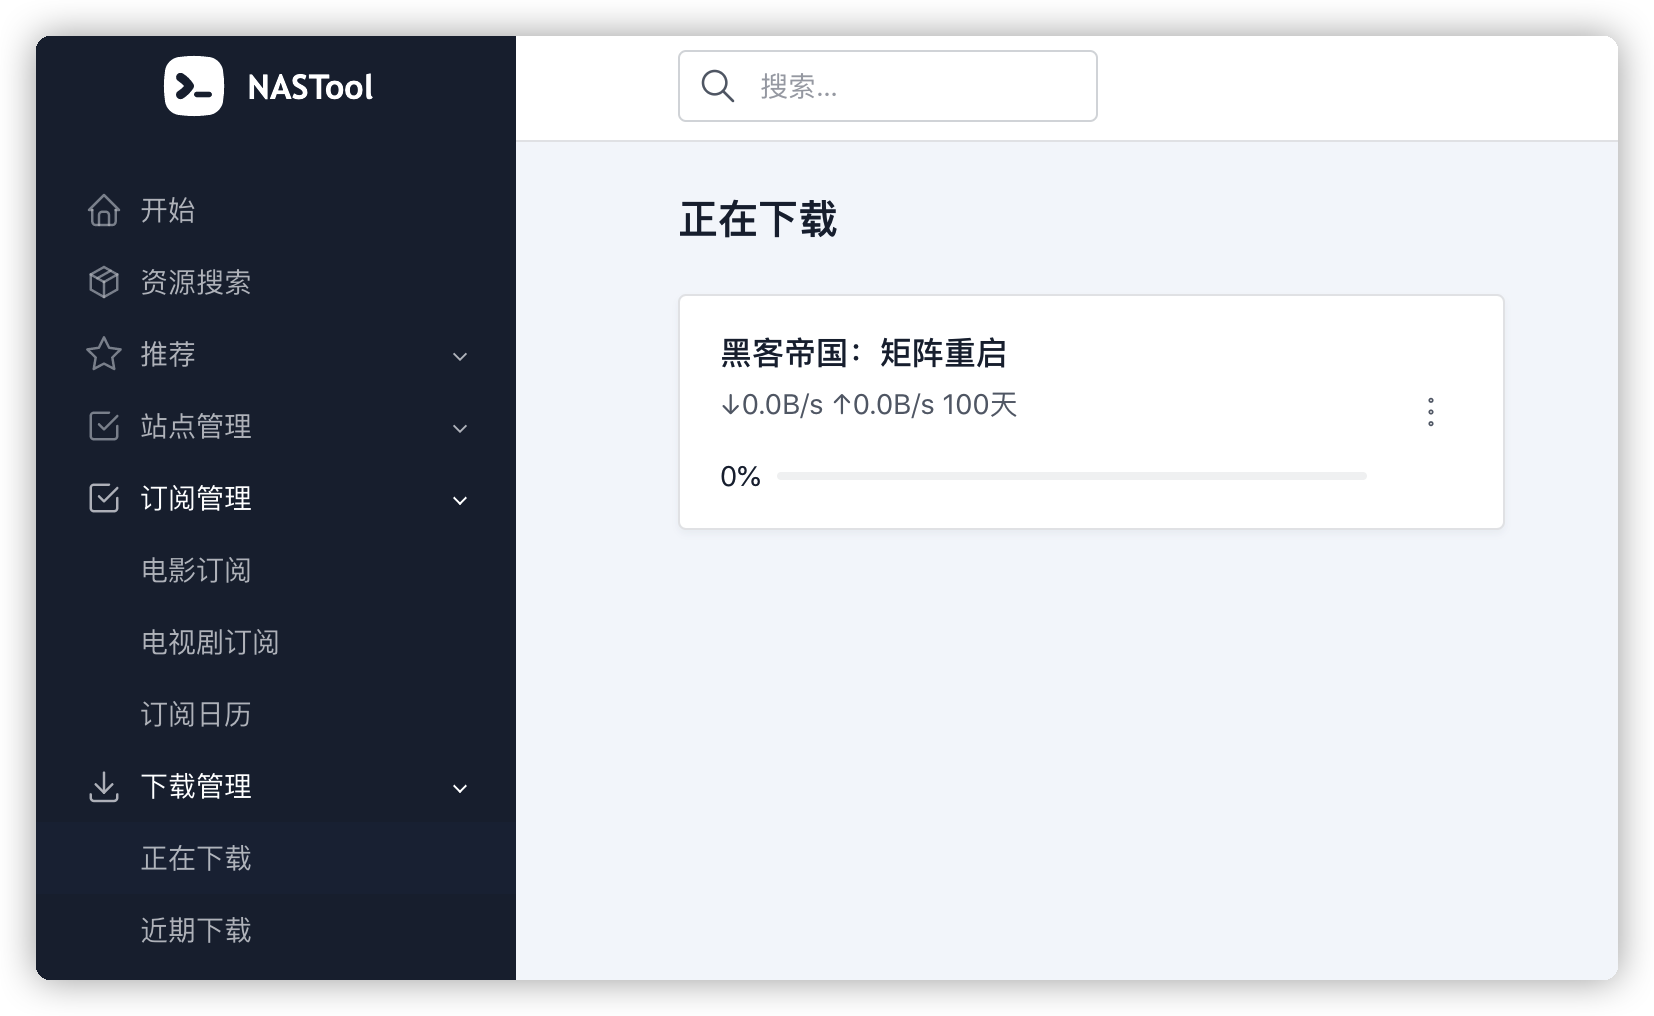 NASTool
开始
资源搜索
推荐
站点管理
订阅管理
电影订阅
电视剧订阅
订阅日历
下载管理
正在下载
近期下载
搜索...
正在下载
黑客帝国：矩阵重启
↓0.0B/s ↑0.0B/s 100天
0%